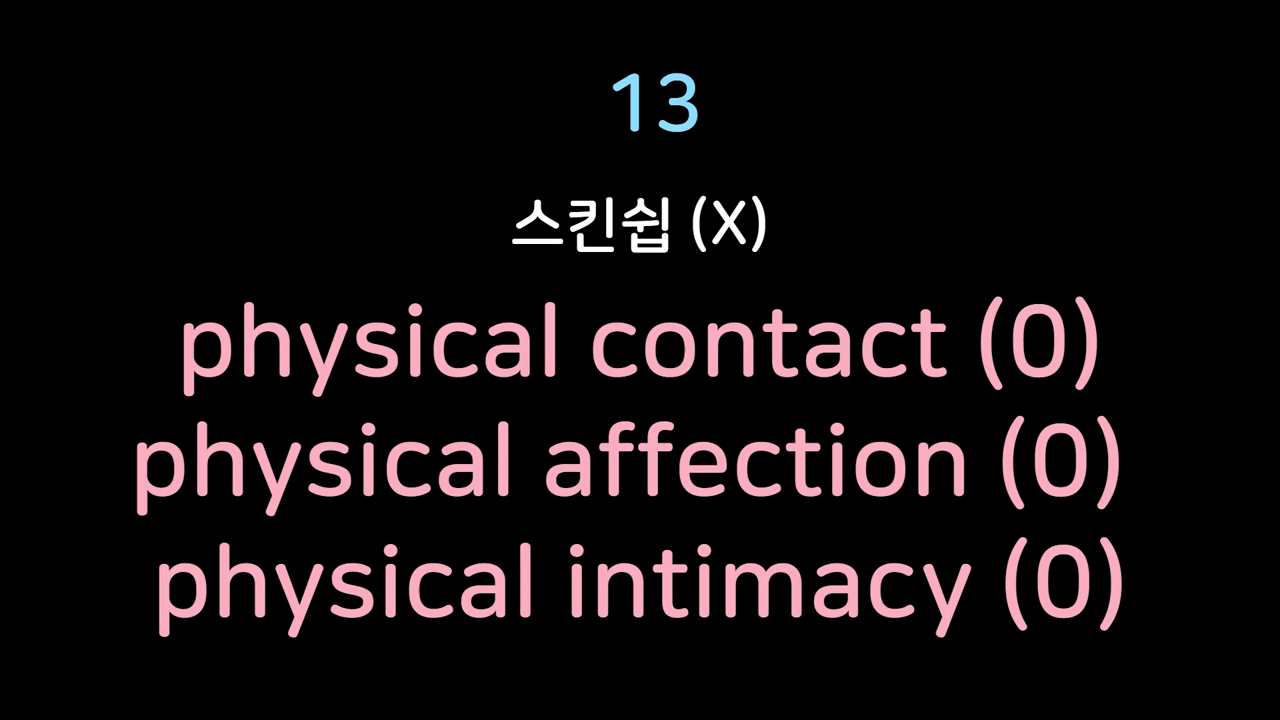 13
스킨쉽 (X)
physical contact (0)
physical affection (0)
physical intimacy (0)